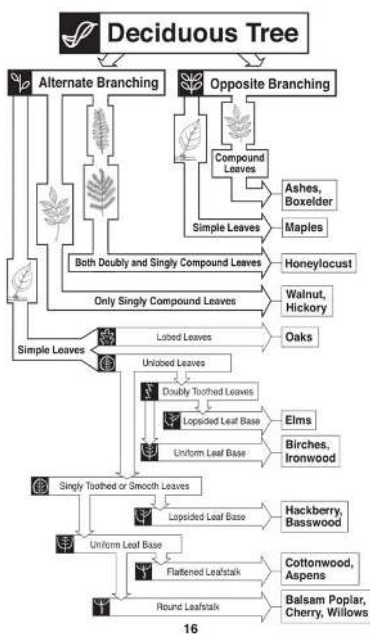 Deciduous Tree
Alternate Branching
Opposite Branching
Compound
Leaves
Ashes,
Boxelder
Simple Leaves
Maples
Both Doubly and Singly Compound Leaves
Honeylocust
Only Singly Compound Leaves
Walnut,
Hickory
Lobed Leaves
Oaks
Simple Leaves
Unlobed Leaves
Doubly Toothed Leaves
Lopsided Leaf Base
Elms
Uniform Leaf Base
Birches,
Ironwood
Singly Toothed or Smooth Leaves
Lopsided Leaf Base
Hackberry,
Basswood
Uniform Leaf Base
Flattened Leafstalk
Cottonwood,
Aspens
Round Leafstalk
Balsam Poplar,
Cherry, Willows
16